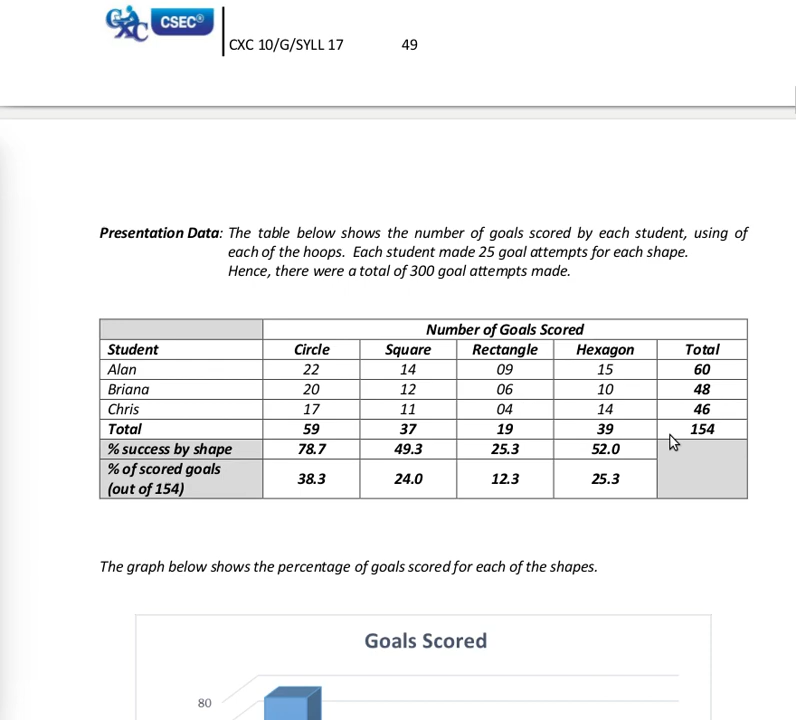 CXC CSEC®
CXC 10/G/SYLL 17 49
Presentation Data: The table below shows the number of goals scored by each student, using of
each of the hoops. Each student made 25 goal attempts for each shape.
Hence, there were a total of 300 goal attempts made.
Number of Goals Scored
Student Circle Square Rectangle Hexagon Total
Alan 22 14 09 15 60
Briana 20 12 06 10 48
Chris 17 11 04 14 46
Total 59 37 19 39 154
% success by shape 78.7 49.3 25.3 52.0
% of scored goals
(out of 154) 38.3 24.0 12.3 25.3
The graph below shows the percentage of goals scored for each of the shapes.
Goals Scored
80